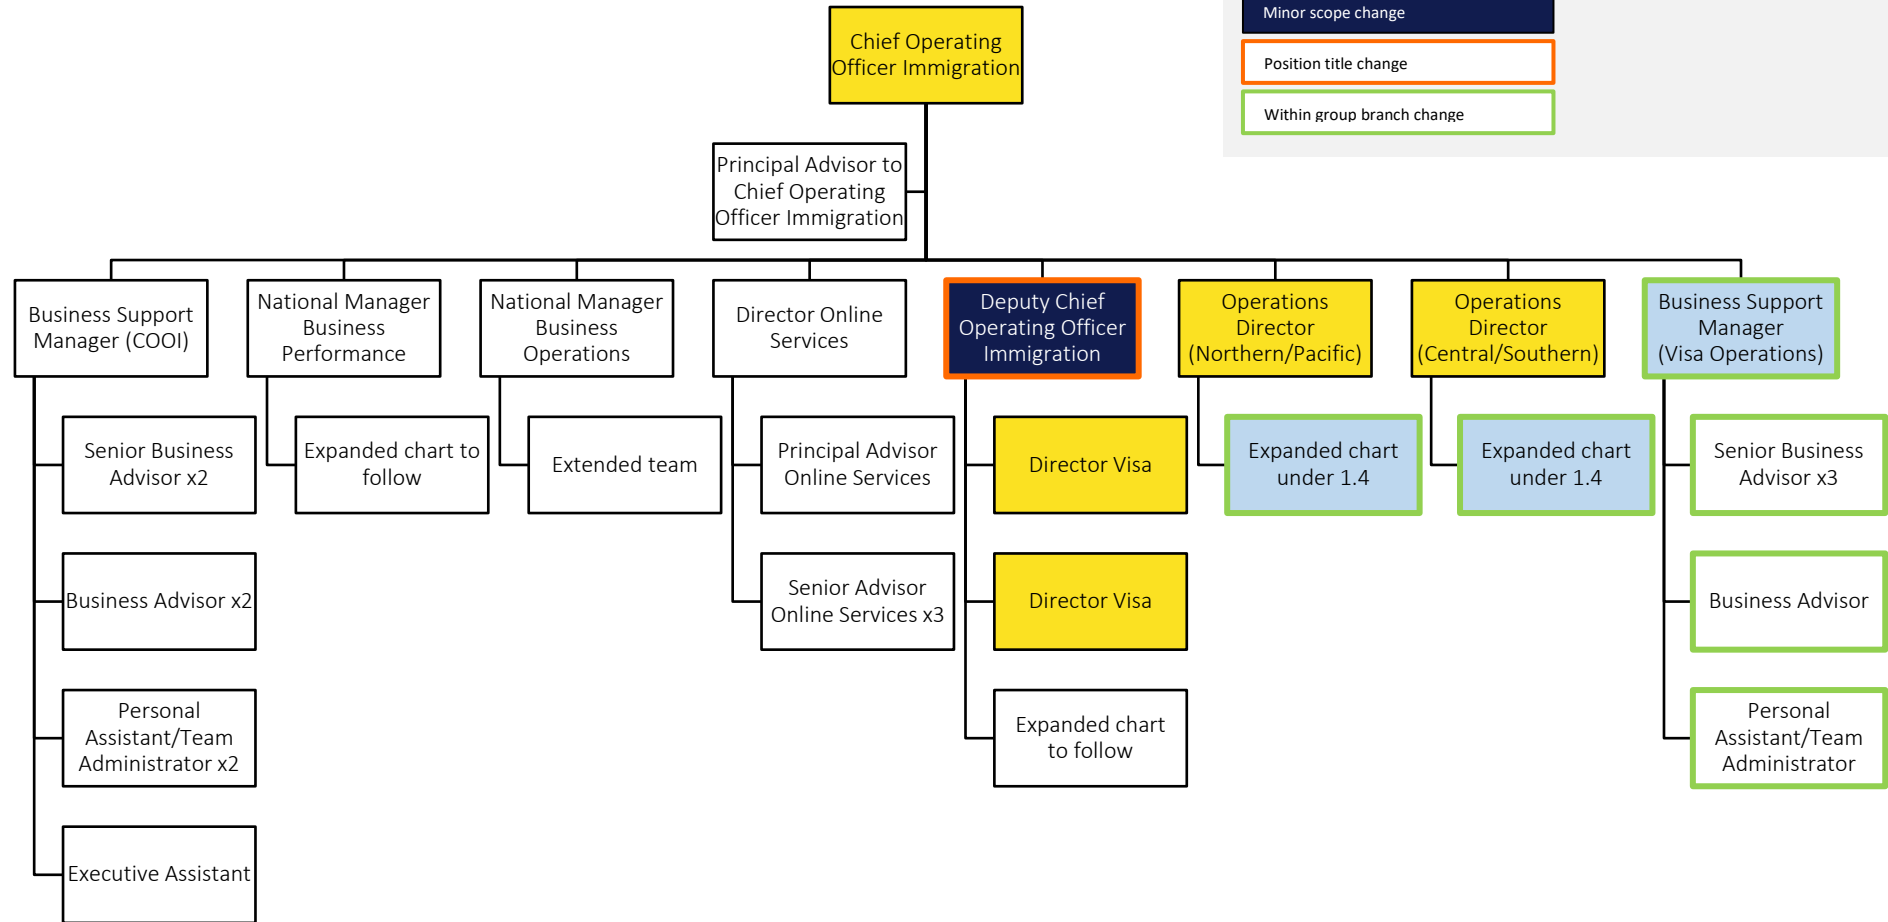 Minor scope change
Position title change
Within group branch change
Chief Operating
Officer Immigration
Principal Advisor to
Chief Operating
Officer Immigration
Business Support
Manager (COOI)
National Manager
Business
Performance
National Manager
Business
Operations
Director Online
Services
Deputy Chief
Operating Officer
Immigration
Operations
Director
(Northern/Pacific)
Operations
Director
(Central/Southern)
Business Support
Manager
(Visa Operations)
Senior Business
Advisor x2
Expanded chart to
follow
Extended team
Principal Advisor
Online Services
Director Visa
Expanded chart
under 1.4
Expanded chart
under 1.4
Senior Business
Advisor x3
Business Advisor x2
Senior Advisor
Online Services x3
Director Visa
Business Advisor
Personal
Assistant/Team
Administrator x2
Expanded chart
to follow
Personal
Assistant/Team
Administrator
Executive Assistant